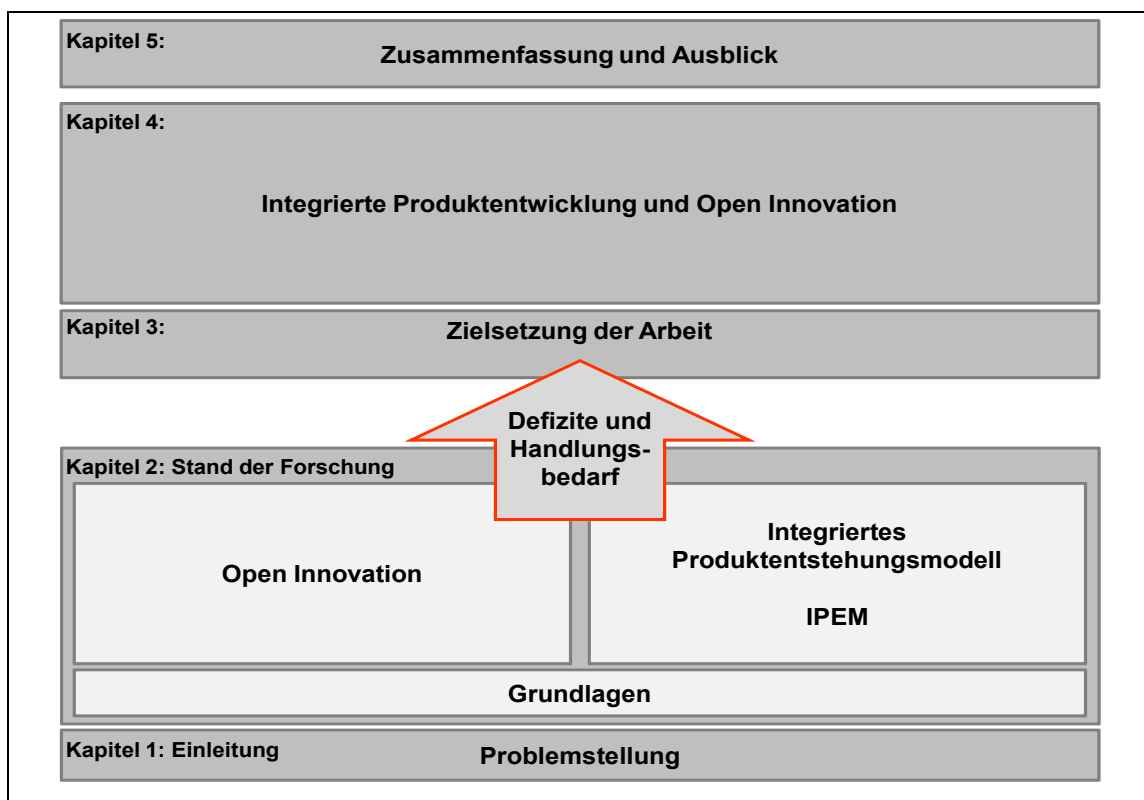 Kapitel 5:
Zusammenfassung und Ausblick
Kapitel 4:
Integrierte Produktentwicklung und Open Innovation
Kapitel 3:
Zielsetzung der Arbeit
Defizite und
Handlungs-
bedarf
Kapitel 2: Stand der Forschung
Open Innovation
Integriertes
Produktentstehungsmodell
IPEM
Grundlagen
Kapitel 1: Einleitung
Problemstellung